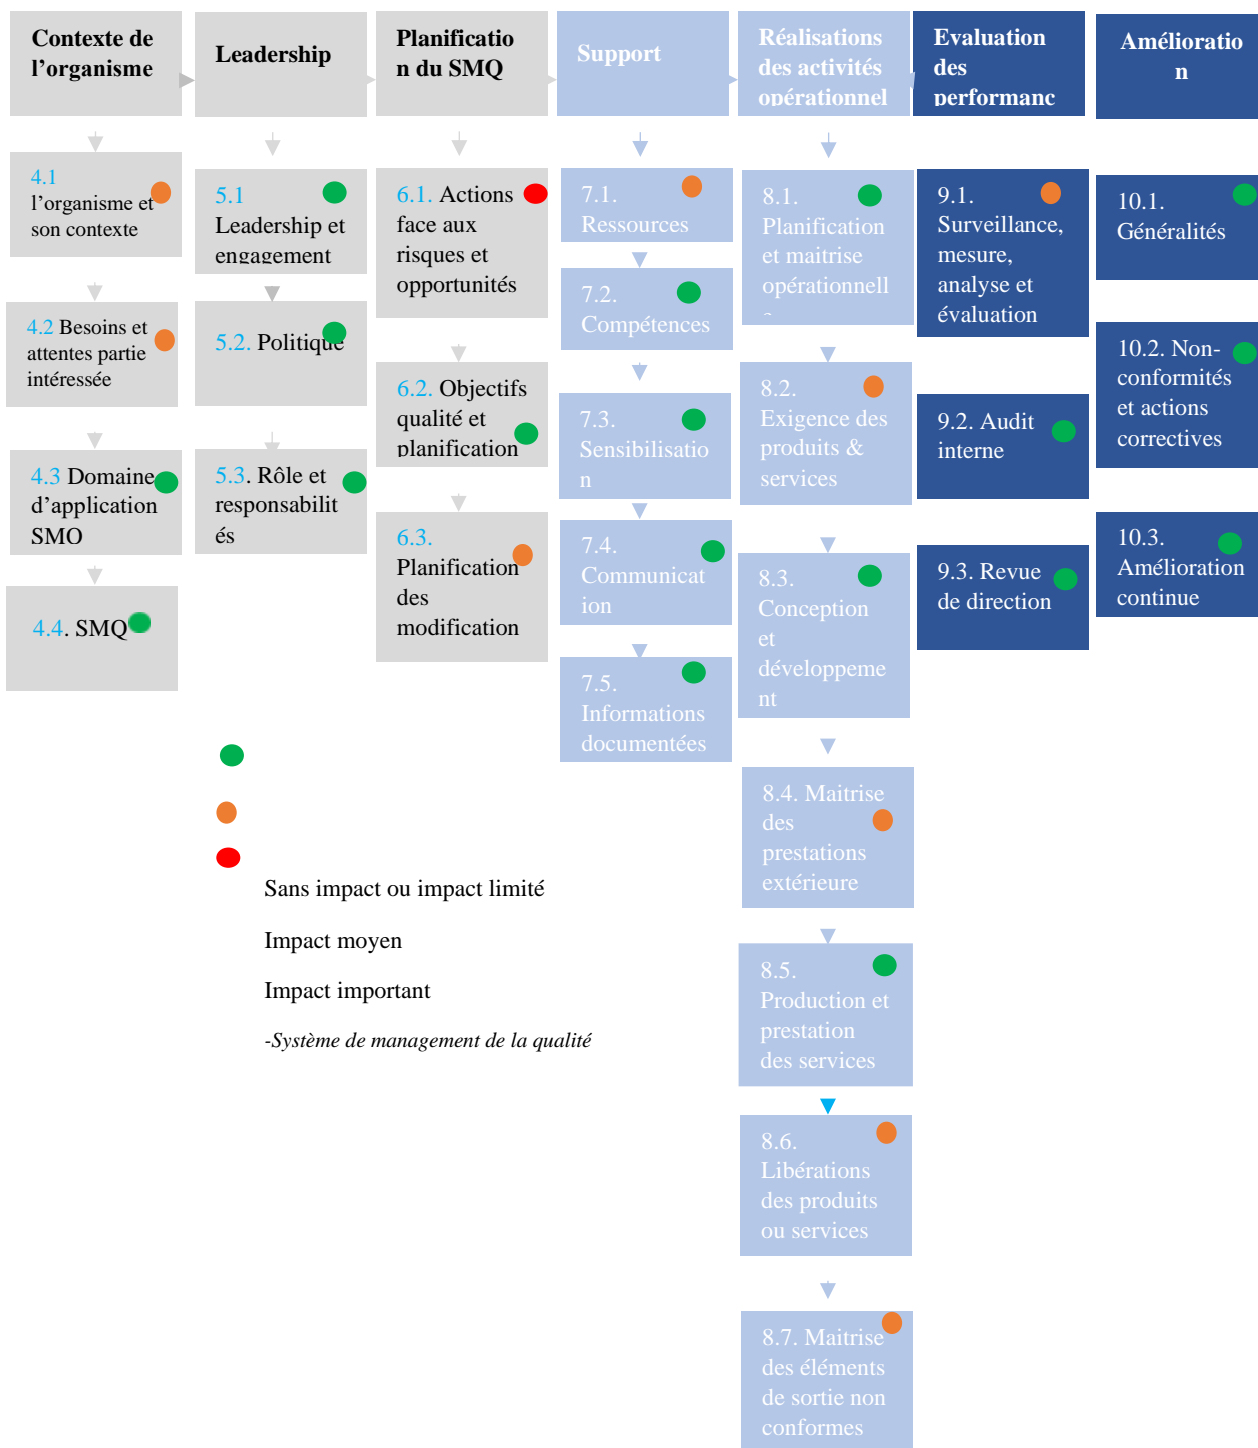 Contexte de
l’organisme
Leadership
Planificatio
n du SMQ
Support
Réalisations
des activités
opérationnel
Evaluation
des
performanc
Amélioratio
n
4.1
l’organisme et
son contexte
4.2 Besoins et
attentes partie
intéressée
4.3 Domaine
d’application
SMQ
4.4. SMQ
5.1
Leadership et
engagement
5.2. Politique
5.3. Rôle et
responsabilit
és
6.1. Actions
face aux
risques et
opportunités
6.2. Objectifs
qualité et
planification
6.3.
Planification
des
modification
7.1.
Ressources
7.2.
Compétences
7.3.
Sensibilisatio
n
7.4.
Communicat
ion
7.5.
Informations
documentées
8.1.
Planification
et maitrise
opérationnell
8.2.
Exigence des
produits &
services
8.3.
Conception
et
développeme
nt
8.4. Maitrise
des
prestations
extérieure
8.5.
Production et
prestation
des services
8.6.
Libérations
des produits
ou services
8.7. Maitrise
des éléments
de sortie non
conformes
9.1.
Surveillance,
mesure,
analyse et
évaluation
9.2. Audit
interne
9.3. Revue
de direction
10.1.
Généralités
10.2. Non-
conformités
et actions
correctives
10.3.
Amélioration
continue
Sans impact ou impact limité
Impact moyen
Impact important
-Système de management de la qualité